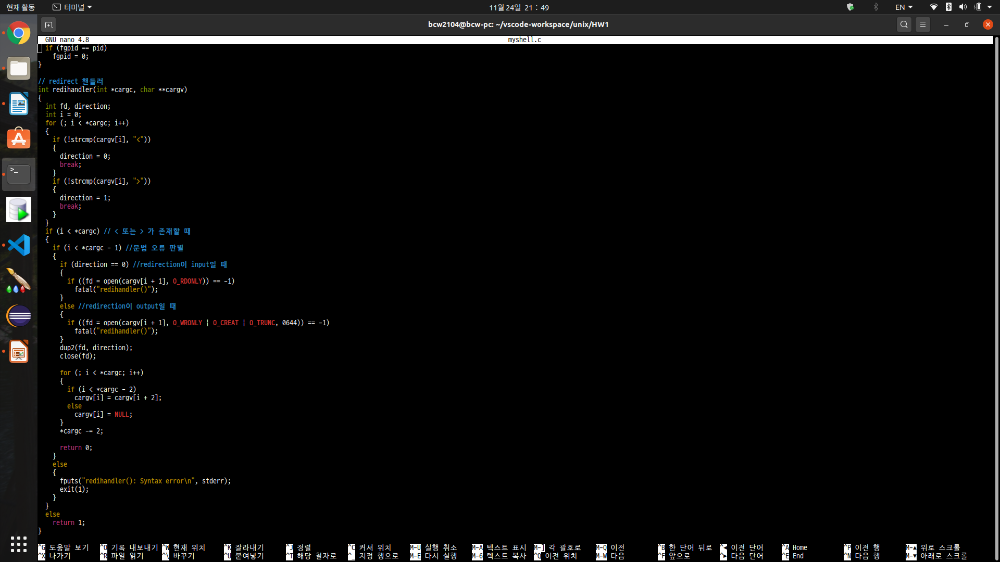 현재 활동 터미널 11월 24일 21 : 49 EN
bcw2104@bcw-pc: ~/vscode-workspace/unix/HW1
GNU nano 4.8 myshell.c
  if (fgpid == pid)
    fgpid = 0;
}

// redirect 핸들러
int redihandler(int *cargc, char **cargv)
{
  int fd, direction;
  int i = 0;
  for (; i < *cargc; i++)
  {
    if (!strcmp(cargv[i], "<"))
    {
      direction = 0;
      break;
    }
    if (!strcmp(cargv[i], ">"))
    {
      direction = 1;
      break;
    }
  }
  if (i < *cargc) // < 또는 > 가 존재할 때
  {
    if (i < *cargc - 1) //문법 오류 판별
    {
      if (direction == 0) //redirection이 input일 때
      {
        if ((fd = open(cargv[i + 1], O_RDONLY)) == -1)
          fatal("redihandler()");
      }
      else //redirection이 output일 때
      {
        if ((fd = open(cargv[i + 1], O_WRONLY | O_CREAT | O_TRUNC, 0644)) == -1)
          fatal("redihandler()");
      }
      dup2(fd, direction);
      close(fd);

      for (; i < *cargc; i++)
      {
        if (i < *cargc - 2)
          cargv[i] = cargv[i + 2];
        else
          cargv[i] = NULL;
      }
      *cargc -= 2;

      return 0;
    }
    else
    {
      fputs("redihandler(): Syntax error\n", stderr);
      exit(1);
    }
  }
  else
    return 1;
}
^G 도움말 보기 ^O 기록 내보내기 ^W 현재 위치 ^K 잘라내기 ^J 정렬 ^C 커서 위치 M-U 실행 취소 M-A 텍스트 표시 M-] 각 괄호로 M-Q 이전 ^B 한 단어 뒤로 ^◂ 이전 단어 ^A Home ^P 이전 행 M-▲ 위로 스크롤
^X 나가기 ^R 파일 읽기 ^\ 바꾸기 ^U 붙여넣기 ^T 해당 철자로 ^_ 지정 행으로 M-E 다시 실행 M-6 텍스트 복사 ^Q 이전 위치 M-W 다음 ^F 앞으로 ^▸ 다음 단어 ^E End ^N 다음 행 M-▼ 아래로 스크롤